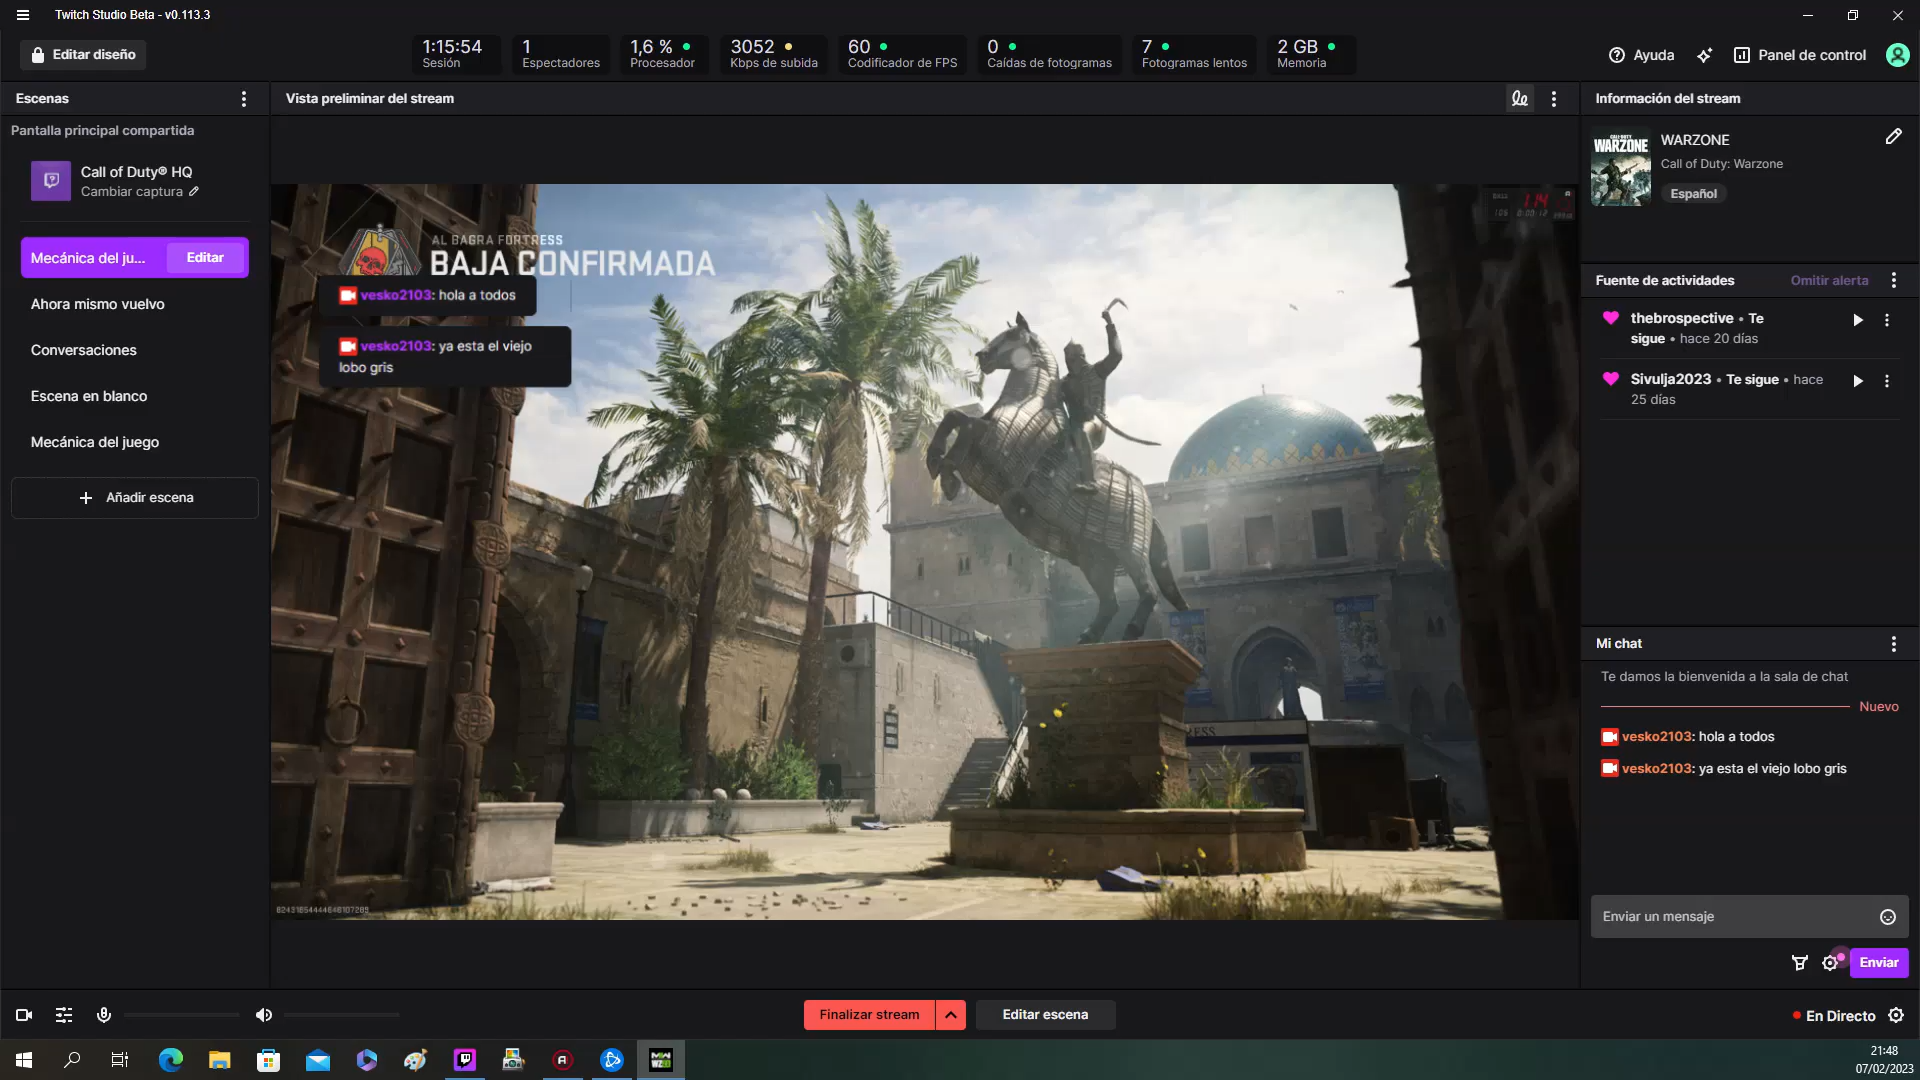 Twitch Studio Beta - v0.113.3
Editar diseño
1:15:54
Sesión
1
Espectadores
1,6 %
Procesador
3052
Kbps de subida
60
Codificador de FPS
0
Caídas de fotogramas
7
Fotogramas lentos
2 GB
Memoria
Ayuda
Panel de control
Escenas
Pantalla principal compartida
Call of Duty® HQ
Cambiar captura
Mecánica del ju...
Editar
Ahora mismo vuelvo
Conversaciones
Escena en blanco
Mecánica del juego
Añadir escena
Vista preliminar del stream
AL BAGRA FORTRESS
BAJA CONFIRMADA
vesko2103: hola a todos
vesko2103: ya esta el viejo
lobo gris
Información del stream
WARZONE
WARZONE
Call of Duty: Warzone
Español
Fuente de actividades
Omitir alerta
thebrospective • Te
sigue • hace 20 días
Sivulja2023 • Te sigue • hace
25 días
Mi chat
Te damos la bienvenida a la sala de chat
Nuevo
vesko2103: hola a todos
vesko2103: ya esta el viejo lobo gris
Enviar un mensaje
Enviar
Finalizar stream
Editar escena
En Directo
21:48
07/02/2023